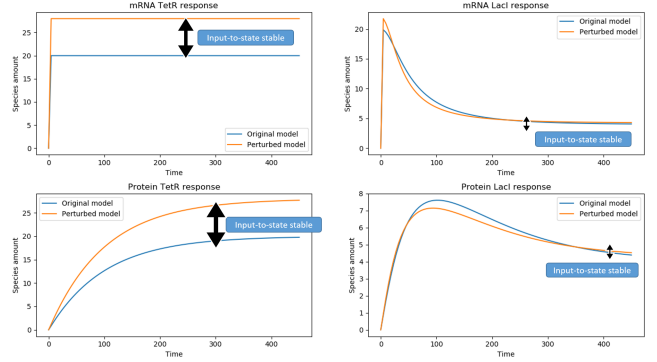 mRNA TetR response
Species amount
25
20
15
10
5
0
Input-to-state stable
Original model
Perturbed model
0 100 200 300 400
Time
mRNA LacI response
Species amount
20
15
10
5
0
Original model
Perturbed model
Input-to-state stable
0 100 200 300 400
Time
Protein TetR response
Species amount
25
20
15
10
5
0
Original model
Perturbed model
Input-to-state stable
0 100 200 300 400
Time
Protein LacI response
Species amount
8
7
6
5
4
3
2
1
0
Original model
Perturbed model
Input-to-state stable
0 100 200 300 400
Time